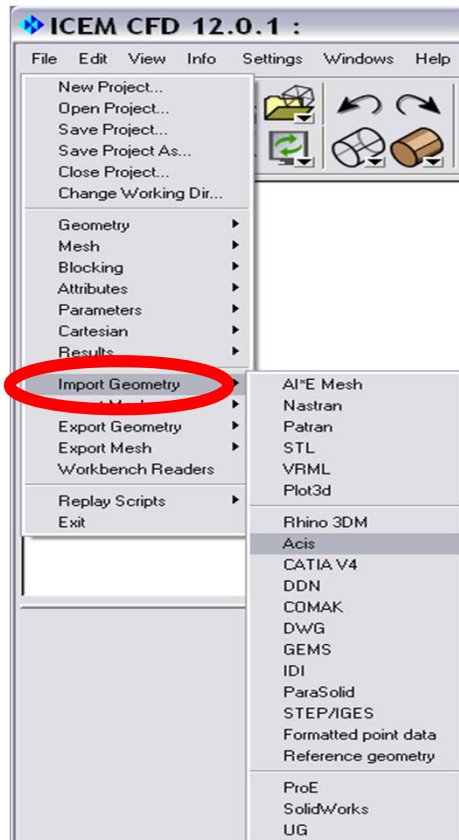 ICEM CFD 12.0.1 :
File Edit View Info Settings Windows Help
New Project...
Open Project...
Save Project...
Save Project As...
Close Project...
Change Working Dir...
Geometry
Mesh
Blocking
Attributes
Parameters
Cartesian
Results
Import Geometry
Export Geometry
Export Mesh
Workbench Readers
Replay Scripts
Exit
AI*E Mesh
Nastran
Patran
STL
VRML
Plot3d
Rhino 3DM
Acis
CATIA V4
DDN
COMAK
DWG
GEMS
IDI
ParaSolid
STEP/IGES
Formatted point data
Reference geometry
ProE
SolidWorks
UG